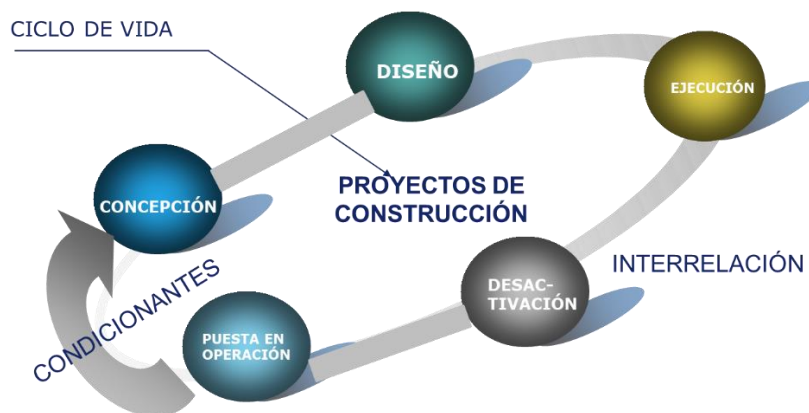 CICLO DE VIDA
DISEÑO
EJECUCIÓN
CONCEPCIÓN
PROYECTOS DE
CONSTRUCCIÓN
INTERRELACIÓN
DESAC-
TIVACIÓN
CONDICIONANTES
PUESTA EN
OPERACIÓN